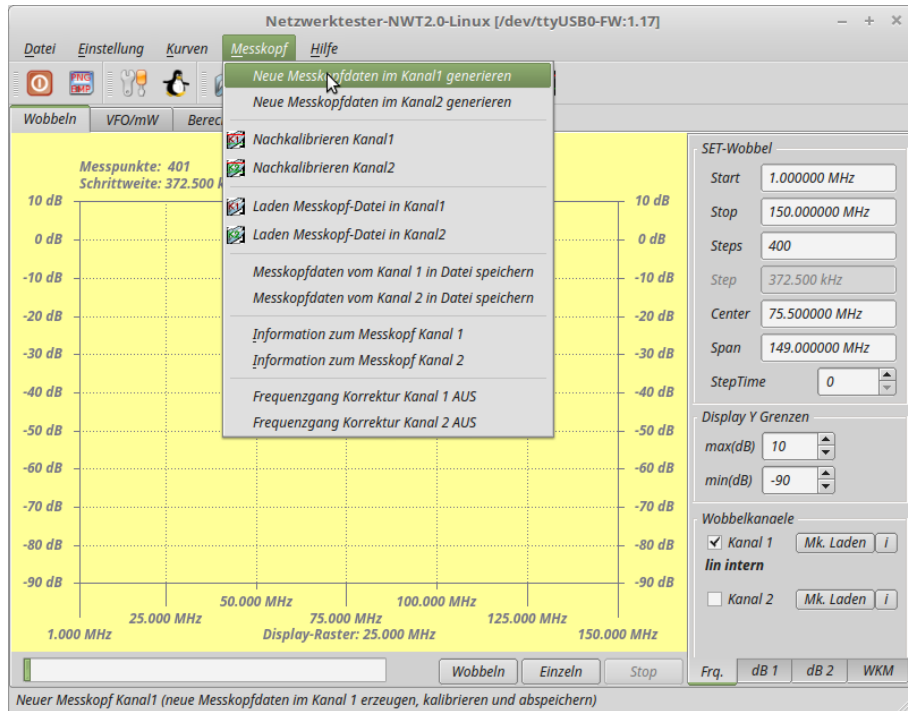 Netzwerktester-NWT2.0-Linux [/dev/ttyUSB0-FW:1.17]
Datei Einstellung Kurven Messkopf Hilfe
PNG
BMP
Neue Messkopfdaten im Kanal1 generieren
Neue Messkopfdaten im Kanal2 generieren
Nachkalibrieren Kanal1
Nachkalibrieren Kanal2
Laden Messkopf-Datei in Kanal1
Laden Messkopf-Datei in Kanal2
Messkopfdaten vom Kanal 1 in Datei speichern
Messkopfdaten vom Kanal 2 in Datei speichern
Information zum Messkopf Kanal 1
Information zum Messkopf Kanal 2
Frequenzgang Korrektur Kanal 1 AUS
Frequenzgang Korrektur Kanal 2 AUS
Wobbeln VFO/mW
Messpunkte: 401
Schrittweite: 372.500
10 dB 10 dB
0 dB 0 dB
-10 dB -10 dB
-20 dB -20 dB
-30 dB -30 dB
-40 dB -40 dB
-50 dB -50 dB
-60 dB -60 dB
-70 dB -70 dB
-80 dB -80 dB
-90 dB -90 dB
50.000 MHz 100.000 MHz
25.000 MHz 75.000 MHz 125.000 MHz
1.000 MHz Display-Raster: 25.000 MHz 150.000 MHz
Wobbeln Einzeln Stop
SET-Wobbel
Start 1.000000 MHz
Stop 150.000000 MHz
Steps 400
Step 372.500 kHz
Center 75.500000 MHz
Span 149.000000 MHz
StepTime 0
Display Y Grenzen
max(dB) 10
min(dB) -90
Wobbelkanaele
Kanal 1 Mk. Laden i
lin intern
Kanal 2 Mk. Laden i
Frq. dB 1 dB 2 WKM
Neuer Messkopf Kanal1 (neue Messkopfdaten im Kanal 1 erzeugen, kalibrieren und abspeichern)